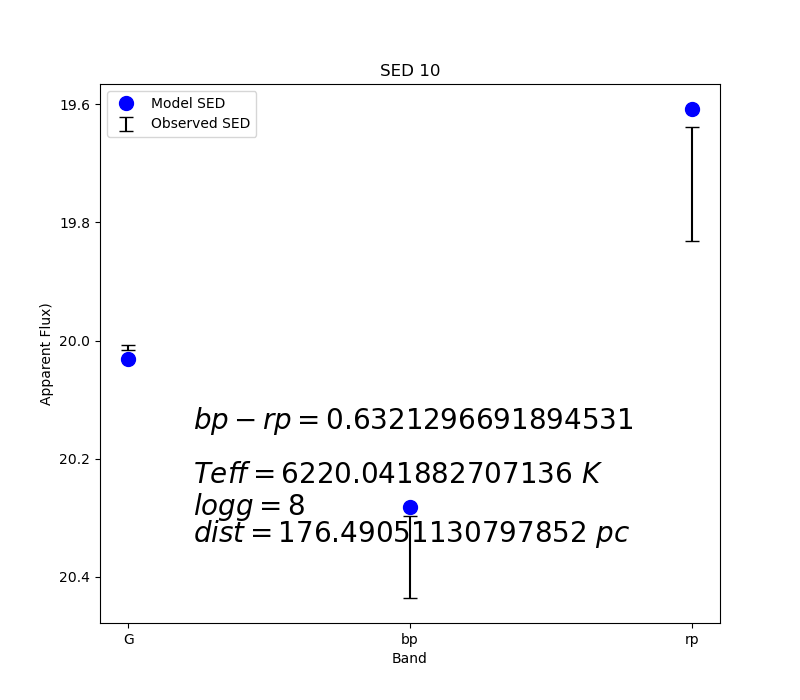 SED 10
Model SED
Observed SED
19.6
19.8
20.0
20.2
20.4
Apparent Flux)
bp − rp = 0.6321296691894531
Teff = 6220.041882707136 K
logg = 8
dist = 176.49051130797852 pc
G bp rp
Band